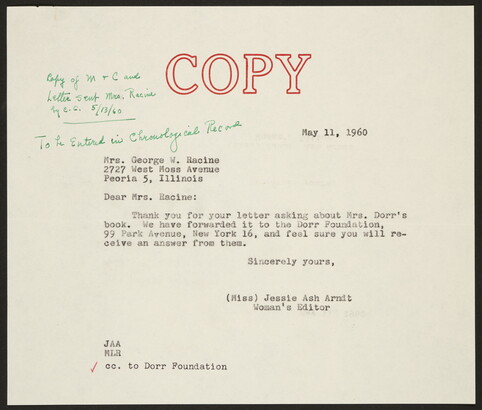 COPY
Copy of M & C and
Letter sent Mrs. Racine
by C.G. 5/13/60
To be Entered in Chronological Record
May 11, 1960
Mrs. George W. Racine
2727 West Moss Avenue
Peoria 5, Illinois
Dear Mrs. Racine:
Thank you for your letter asking about Mrs. Dorr's
book. We have forwarded it to the Dorr Foundation,
99 Park Avenue, New York 16, and feel sure you will re-
ceive an answer from them.
Sincerely yours,
(Miss) Jessie Ash Arndt
Woman's Editor
JAA
MLR
✓ cc. to Dorr Foundation